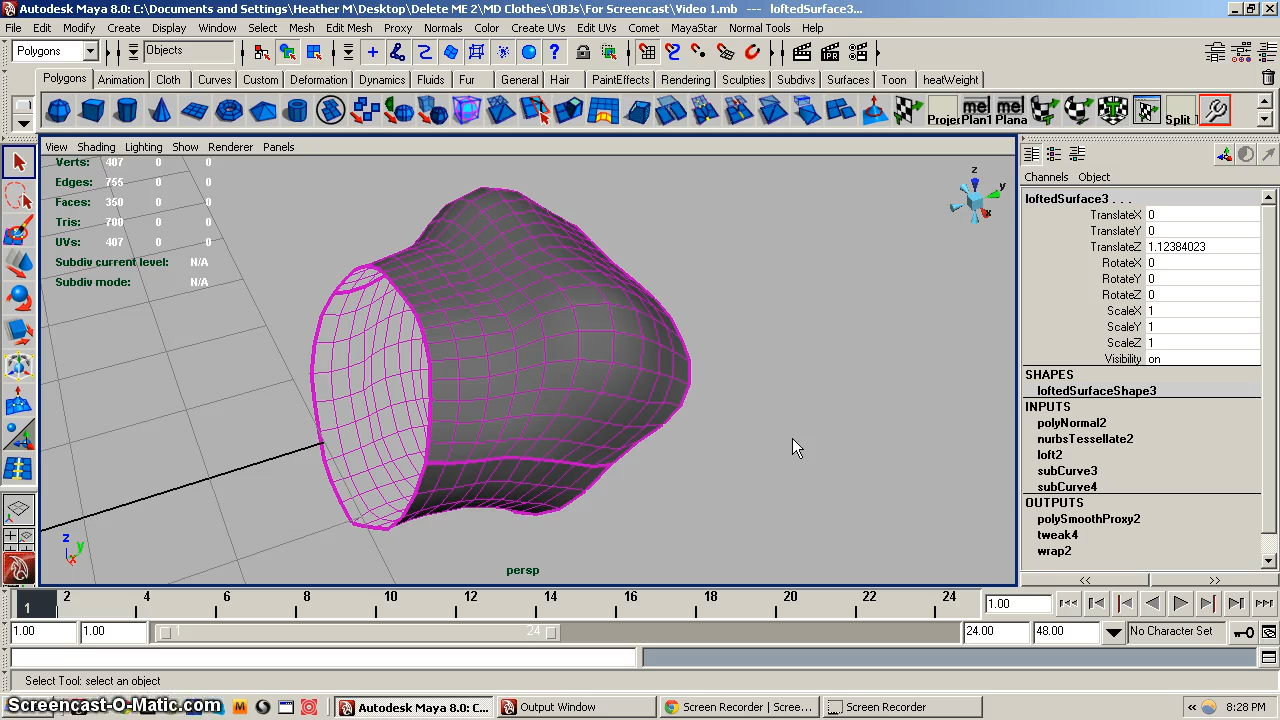 Autodesk Maya 8.0: C:\Documents and Settings\Heather M\Desktop\Delete ME 2\MD Clothes\OBJs\For Screencast\Video 1.mb --- loftedSurface3...
File Edit Modify Create Display Window Select Mesh Edit Mesh Proxy Normals Color Create UVs Edit UVs Comet MayaStar Normal Tools Help
Polygons Objects
Polygons Animation Cloth Curves Custom Deformation Dynamics Fluids Fur General Hair PaintEffects Rendering Sculptes Subdivs Surfaces Toon heatWeight
Projec Plan1 Plana Split
View Shading Lighting Show Renderer Panels
Verts: 407 0 0
Edges: 755 0 0
Faces: 350 0 0
Tris: 700 0 0
UVs: 407 0 0
Subdiv current level: N/A
Subdiv mode: N/A
z
y
x
z
y
x
persp
Channels Object
loftedSurface3 . . .
TranslateX 0
TranslateY 0
TranslateZ 1.12384023
RotateX 0
RotateY 0
RotateZ 0
ScaleX 1
ScaleY 1
ScaleZ 1
Visibility on
SHAPES
loftedSurfaceShape3
INPUTS
polyNormal2
nurbsTessellate2
loft2
subCurve3
subCurve4
OUTPUTS
polySmoothProxy2
tweak4
wrap2
<< >>
1 2 4 6 8 10 12 14 16 18 20 22 24 1.00
1.00 1.00 1 24 24.00 48.00 No Character Set
Select Tool: select an object
Screencast-O-Matic.com Autodesk Maya 8.0: C:... Output Window Screen Recorder | Scree... Screen Recorder 8:28 PM